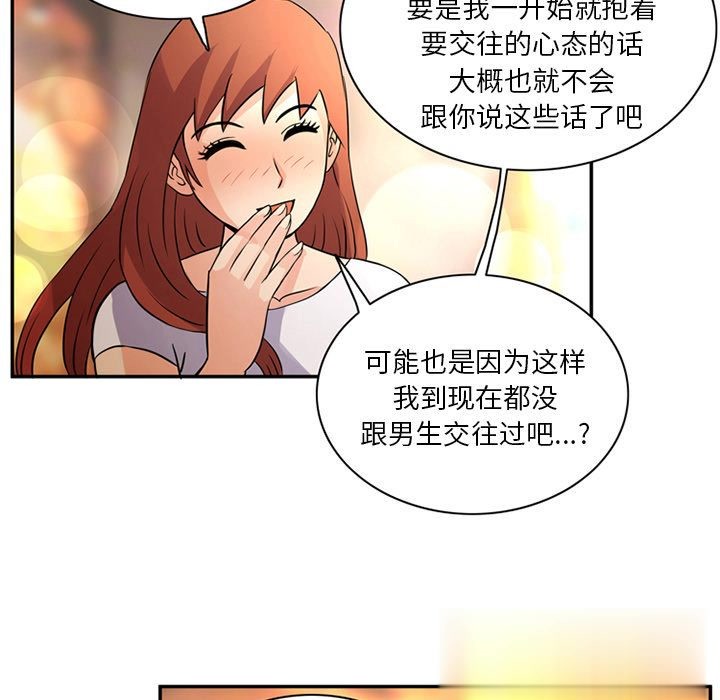 要是我一开始就抱着
要交往的心态的话
大概也就不会
跟你说这些话了吧
可能也是因为这样
我到现在都没
跟男生交往过吧...?